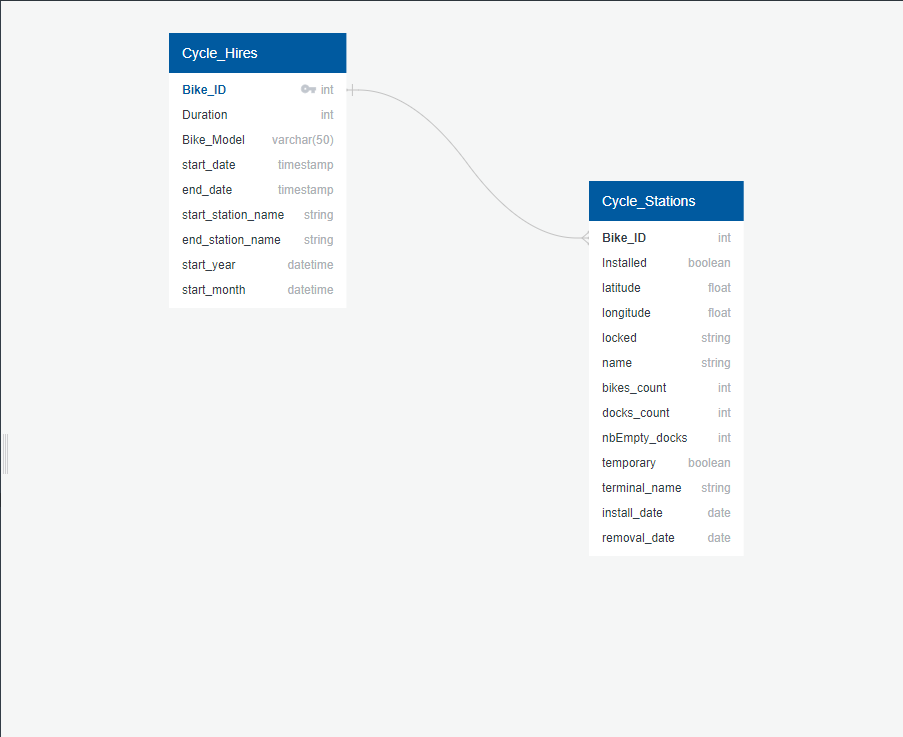 Cycle_Hires
Bike_ID int
Duration int
Bike_Model varchar(50)
start_date timestamp
end_date timestamp
start_station_name string
end_station_name string
start_year datetime
start_month datetime
Cycle_Stations
Bike_ID int
Installed boolean
latitude float
longitude float
locked string
name string
bikes_count int
docks_count int
nbEmpty_docks int
temporary boolean
terminal_name string
install_date date
removal_date date